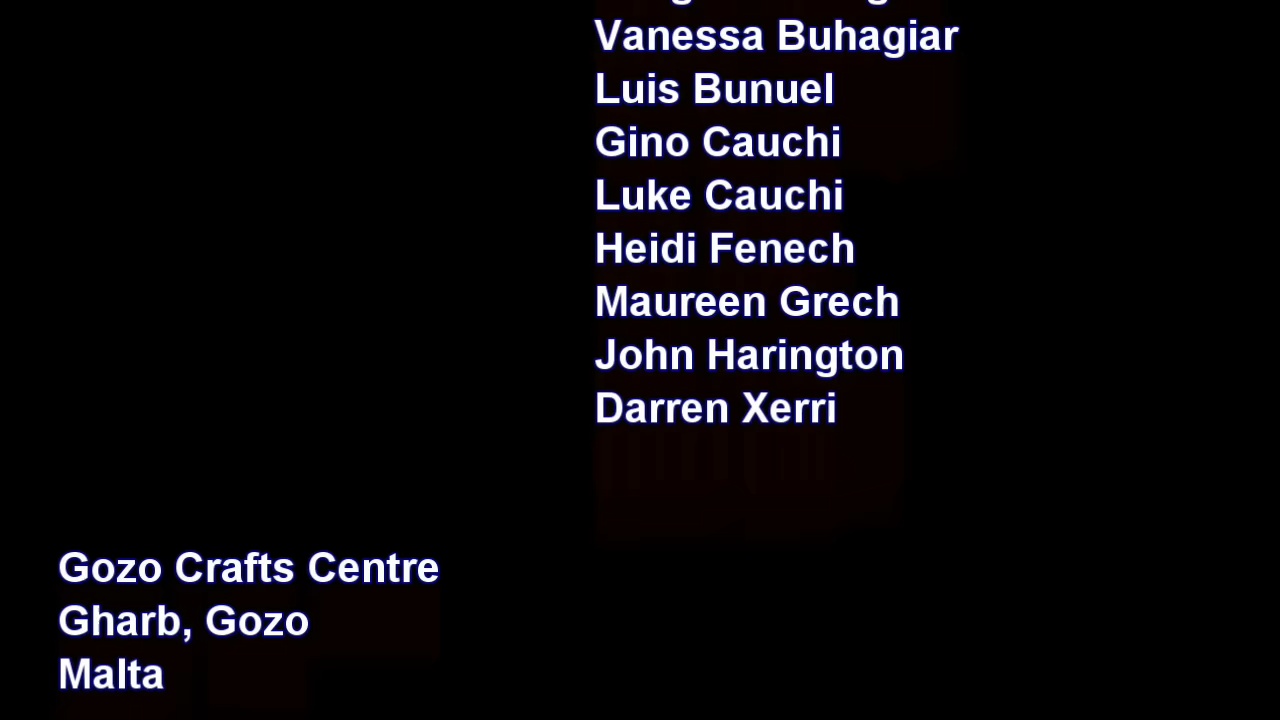 Vanessa Buhagiar
Luis Bunuel
Gino Cauchi
Luke Cauchi
Heidi Fenech
Maureen Grech
John Harington
Darren Xerri
Gozo Crafts Centre
Gharb, Gozo
Malta